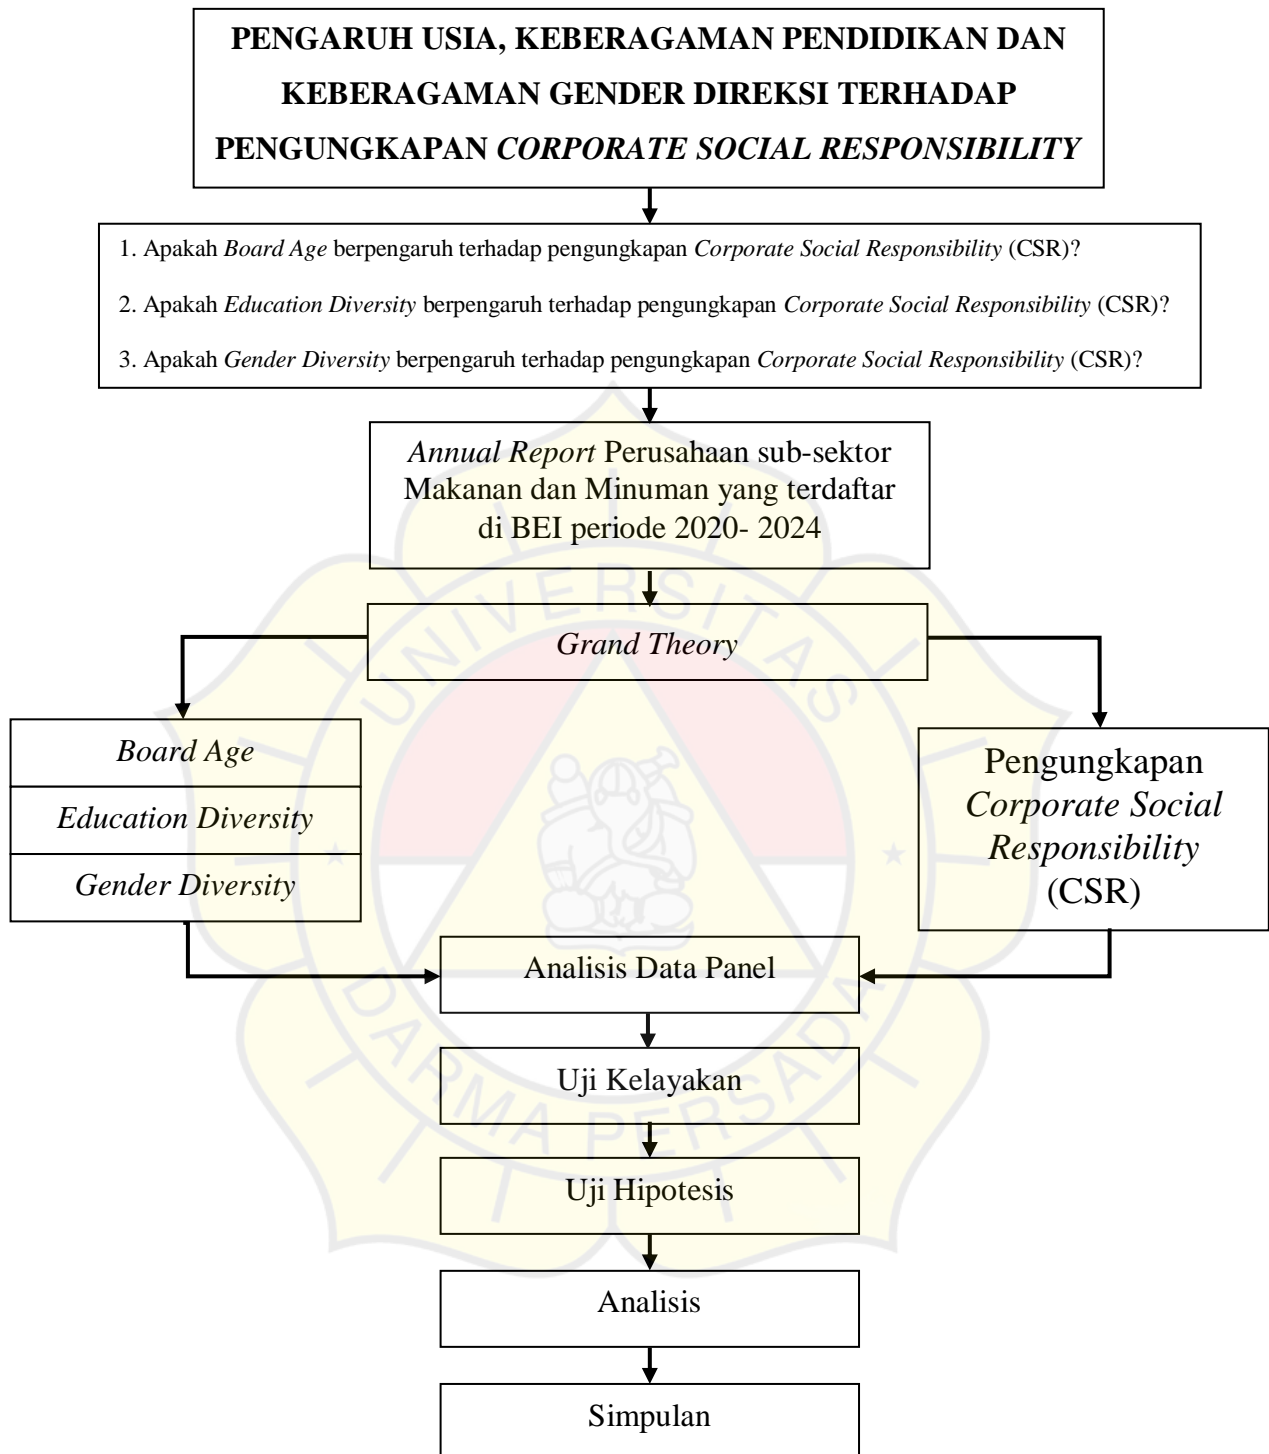 PENGARUH USIA, KEBERAGAMAN PENDIDIKAN DAN
KEBERAGAMAN GENDER DIREKSI TERHADAP
PENGUNGKAPAN CORPORATE SOCIAL RESPONSIBILITY
1. Apakah Board Age berpengaruh terhadap pengungkapan Corporate Social Responsibility (CSR)?
2. Apakah Education Diversity berpengaruh terhadap pengungkapan Corporate Social Responsibility (CSR)?
3. Apakah Gender Diversity berpengaruh terhadap pengungkapan Corporate Social Responsibility (CSR)?
Annual Report Perusahaan sub-sektor
Makanan dan Minuman yang terdaftar
di BEI periode 2020- 2024
UNIVERSITAS
Grand Theory
Board Age
Education Diversity
Gender Diversity
Pengungkapan
Corporate Social
Responsibility
(CSR)
Analisis Data Panel
DARMA PERSADA
Uji Kelayakan
Uji Hipotesis
Analisis
Simpulan